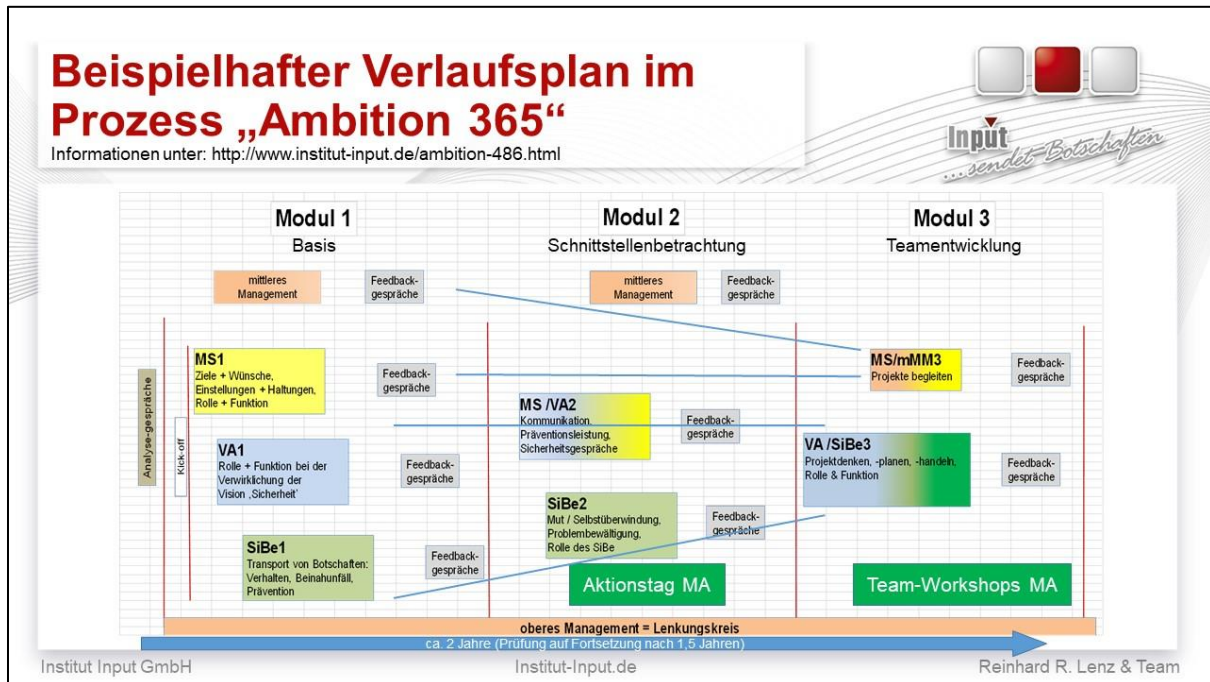 Beispielhafter Verlaufsplan im
Prozess „Ambition 365“
Informationen unter: http://www.institut-input.de/ambition-486.html
Input
...sendet Botschaften
Modul 1
Basis
Modul 2
Schnittstellenbetrachtung
Modul 3
Teamentwicklung
mittleres
Management
Feedback-
gespräche
mittleres
Management
Feedback-
gespräche
Analyse-gespräche
Kick-off
MS1
Ziele + Wünsche,
Einstellungen + Haltungen,
Rolle + Funktion
Feedback-
gespräche
VA1
Rolle + Funktion bei der
Verwirklichung der
Vision ‚Sicherheit’
Feedback-
gespräche
SiBe1
Transport von Botschaften:
Verhalten, Beinahunfall,
Prävention
Feedback-
gespräche
MS /VA2
Kommunikation,
Präventionsleistung,
Sicherheitsgespräche
Feedback-
gespräche
SiBe2
Mut / Selbstüberwindung,
Problembewältigung,
Rolle des SiBe
Feedback-
gespräche
Aktionstag MA
MS/mMM3
Projekte begleiten
Feedback-
gespräche
VA /SiBe3
Projektdenken, -planen, -handeln,
Rolle & Funktion
Feedback-
gespräche
Team-Workshops MA
oberes Management = Lenkungskreis
ca. 2 Jahre (Prüfung auf Fortsetzung nach 1,5 Jahren)
Institut Input GmbH
Institut-Input.de
Reinhard R. Lenz & Team